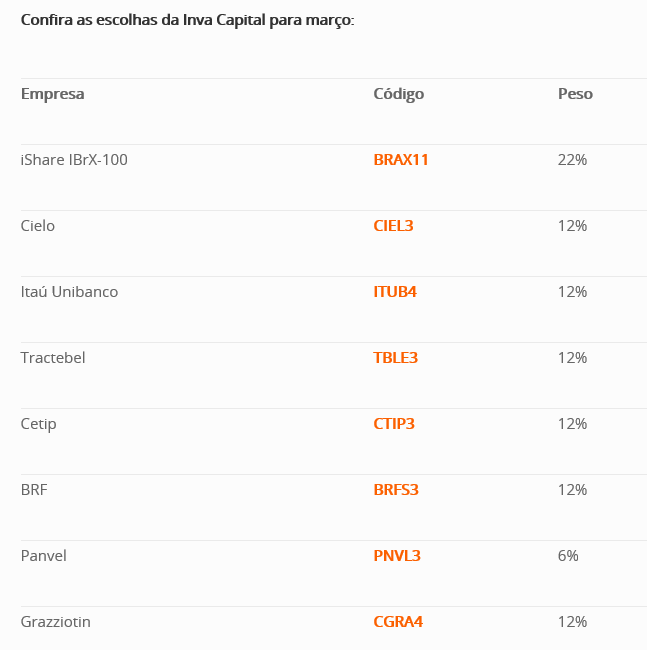 Confira as escolhas da Inva Capital para março:
Empresa Código Peso
iShare IBrX-100 BRAX11 22%
Cielo CIEL3 12%
Itaú Unibanco ITUB4 12%
Tractebel TBLE3 12%
Cetip CTIP3 12%
BRF BRFS3 12%
Panvel PNVL3 6%
Grazziotin CGRA4 12%